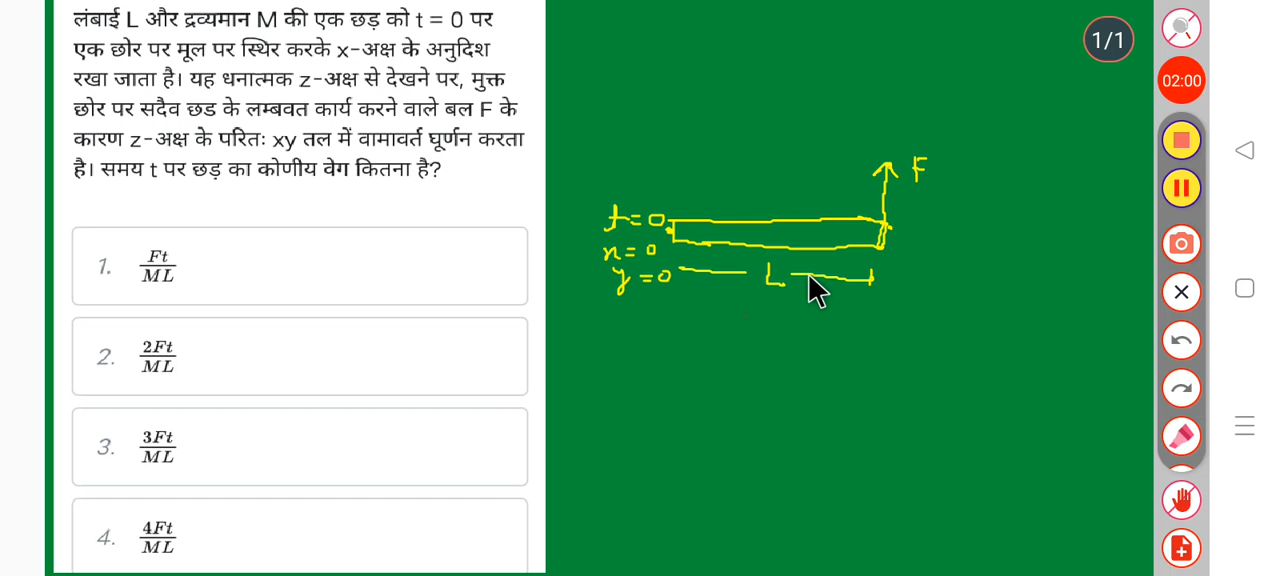 लंबाई L और द्रव्यमान M की एक छड़ को t = 0 पर
एक छोर पर मूल पर स्थिर करके x-अक्ष के अनुदिश
रखा जाता है। यह धनात्मक z-अक्ष से देखने पर, मुक्त
छोर पर सदैव छड के लम्बवत कार्य करने वाले बल F के
कारण z-अक्ष के परितः xy तल में वामावर्त घूर्णन करता
है। समय t पर छड़ का कोणीय वेग कितना है?
1. Ft/ML
2. 2Ft/ML
3. 3Ft/ML
4. 4Ft/ML
F
t=0
x=0
y=0
L
1/1
02:00